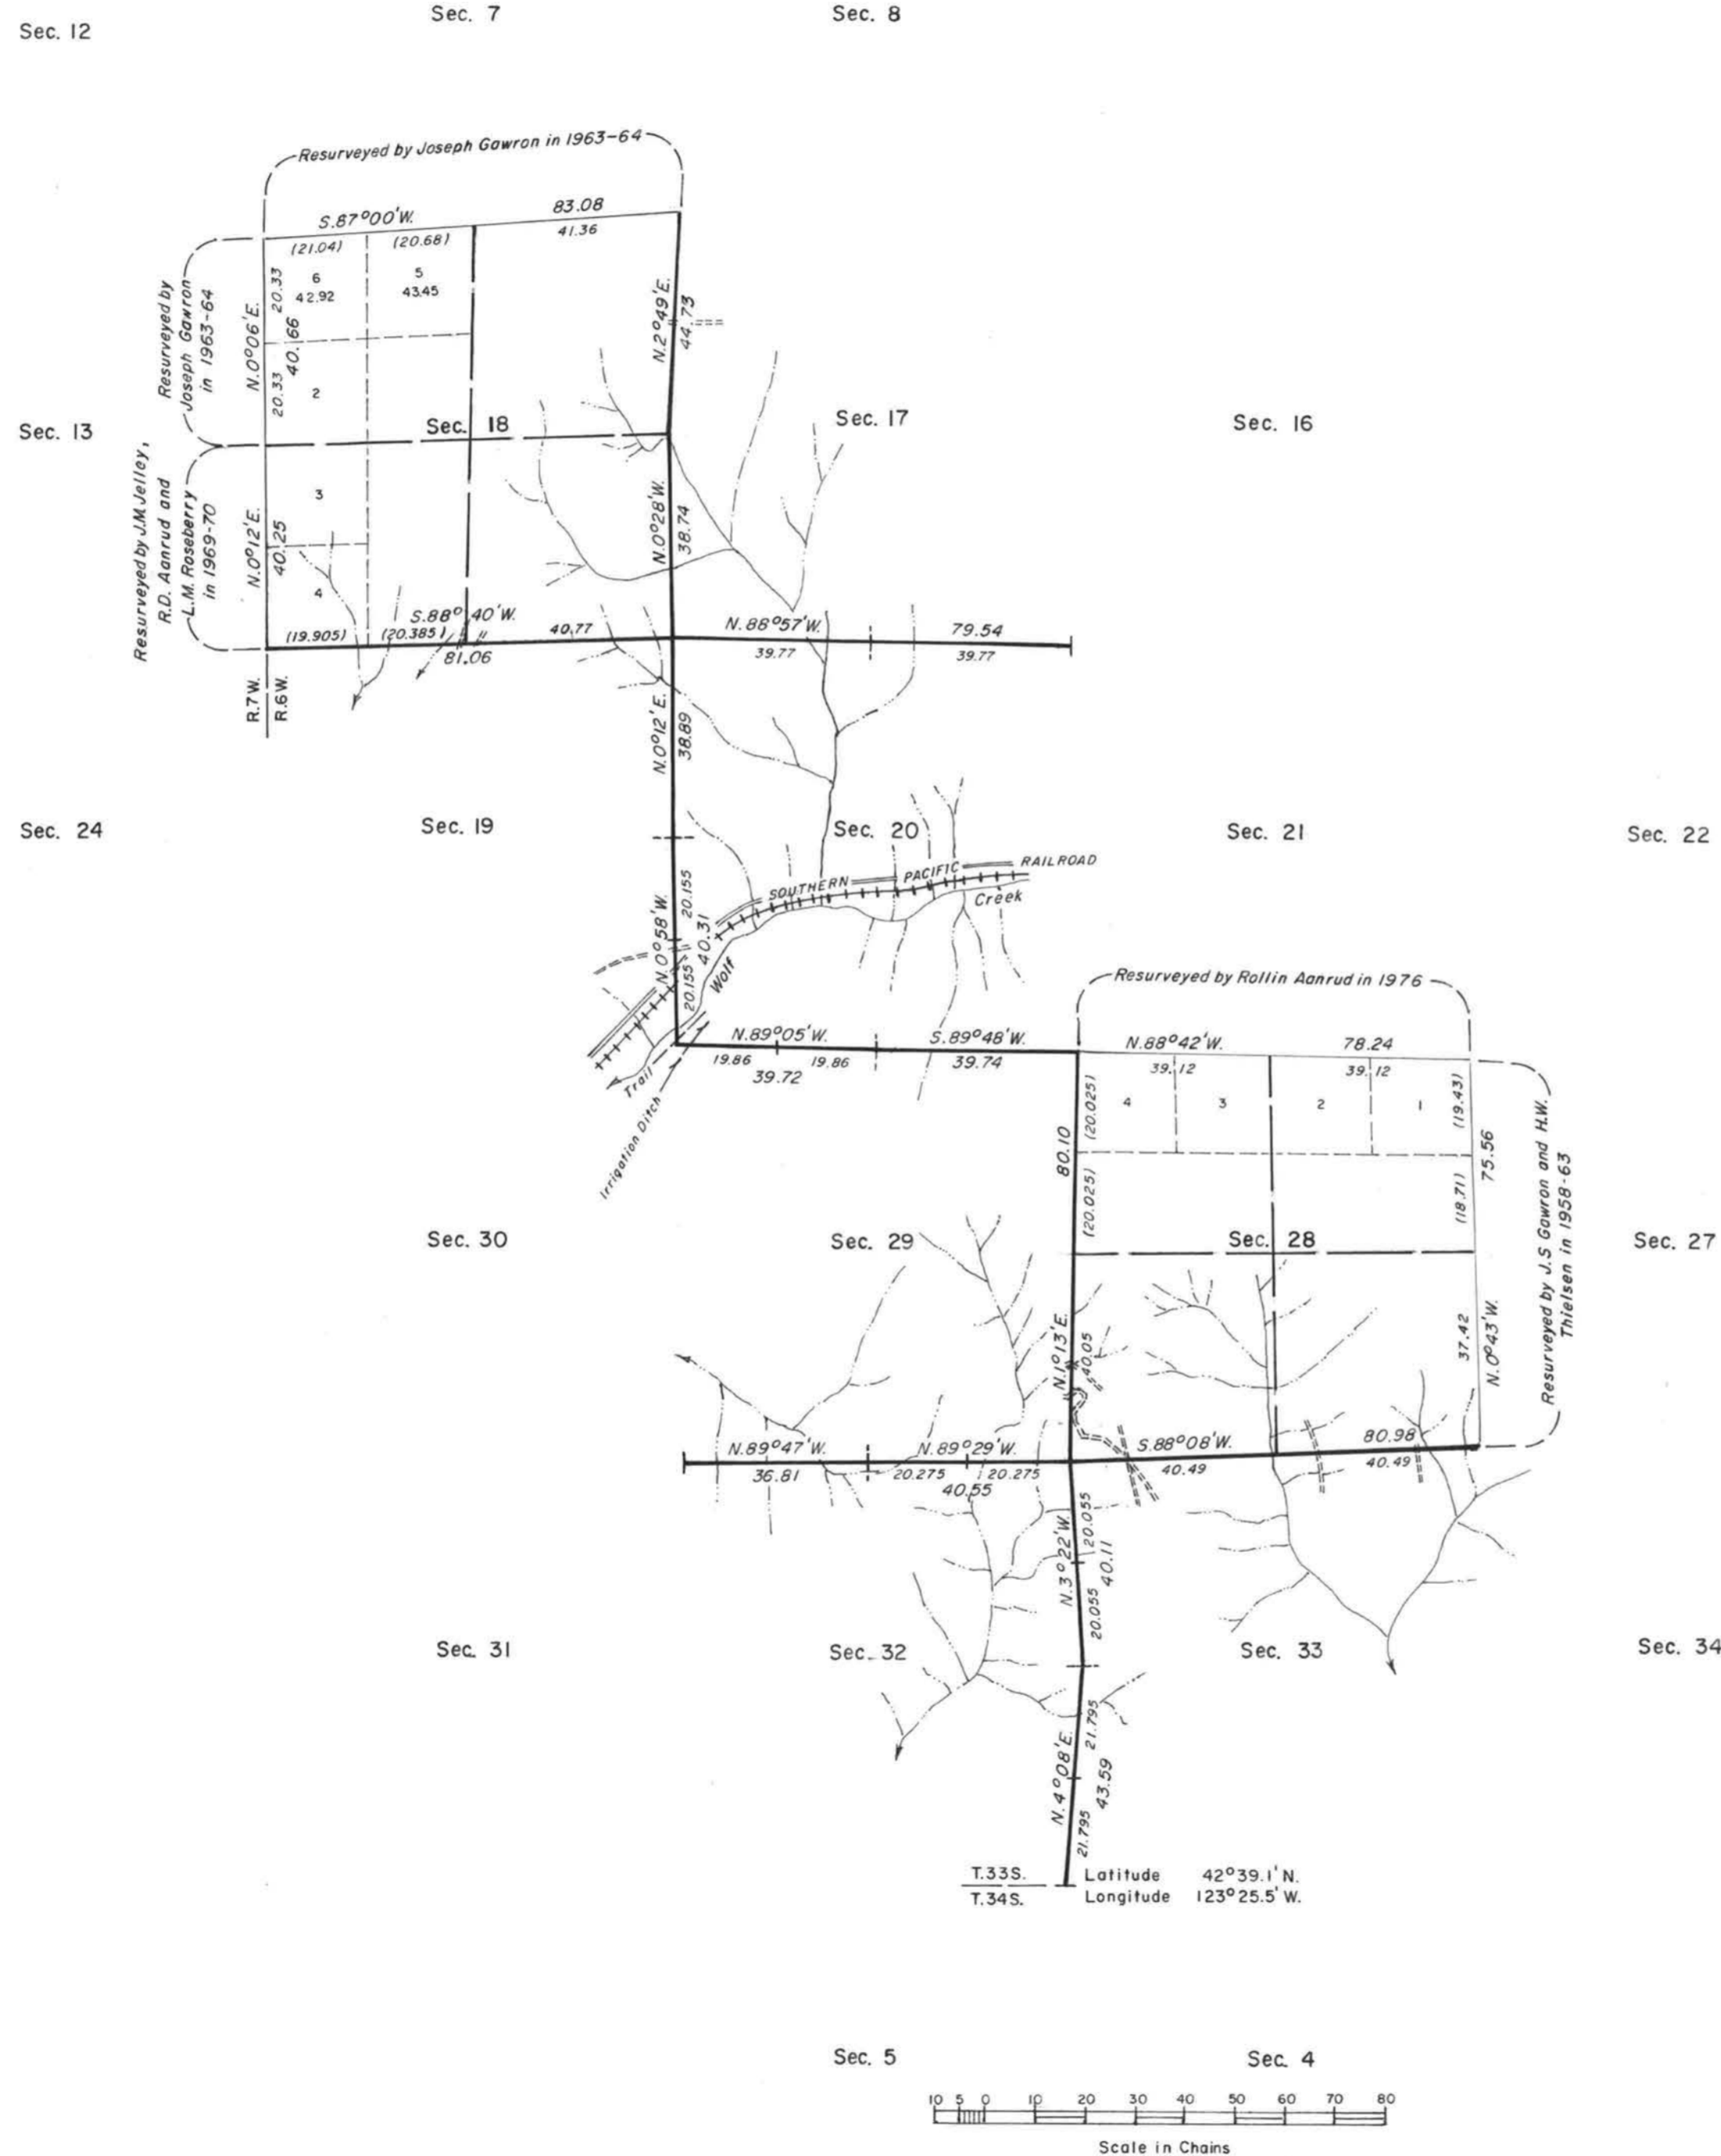 Sec. 7
Sec. 8
Sec. 12
Resurveyed by Joseph Gawron in 1963-64
S.87°00'W.
83.08
(21.04)
(20.68)
41.36
6
42.92
5
43.45
20.33
40.66
20.33
N.0°06'E.
Resurveyed by
Joseph Gawron
in 1963-64
2
N.2°49'E.
44.73
Sec. 13
Sec. 18
Sec. 17
Sec. 16
Resurveyed by J.M. Jelley,
R.D. Aanrud and
L.M. Roseberry
in 1969-70
N.0°12'E.
40.25
3
4
N.0°28'W.
38.74
(19.905)
(20.385)
S.88°40'W.
40.77
81.06
N.88°57'W.
79.54
39.77
39.77
R.7W.
R.6W.
N.0°12'E.
38.89
Sec. 24
Sec. 19
Sec. 20
Sec. 21
Sec. 22
SOUTHERN PACIFIC RAILROAD
Creek
Wolf
N.0°58'W.
20.155
40.31
20.155
Trail
Irrigation Ditch
Resurveyed by Rollin Aanrud in 1976
N.89°05'W.
19.86
19.86
39.72
S.89°48'W.
39.74
N.88°42'W.
78.24
39.12
39.12
4
3
2
1
(20.025)
(20.025)
80.10
(19.43)
(18.71)
75.56
Resurveyed by J.S Gawron and H.W.
Thielsen in 1958-63
Sec. 30
Sec. 29
Sec. 28
Sec. 27
N.1°13'E.
40.05
37.42
N.0°43'W.
N.89°47'W.
36.81
N.89°29'W.
20.275
20.275
40.55
S.88°08'W.
80.98
40.49
40.49
N.3°22'W.
20.055
40.11
20.055
Sec. 31
Sec. 32
Sec. 33
Sec. 34
N.4°08'E.
21.795
43.59
21.795
T.33S.
T.34S.
Latitude 42°39.1'N.
Longitude 123°25.5'W.
Sec. 5
Sec. 4
10 5 0 10 20 30 40 50 60 70 80
Scale in Chains